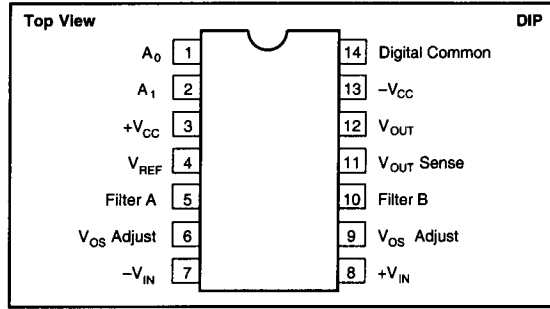 Top View DIP
A0 1 14 Digital Common
A1 2 13 –VCC
+VCC 3 12 VOUT
VREF 4 11 VOUT Sense
Filter A 5 10 Filter B
VOS Adjust 6 9 VOS Adjust
–VIN 7 8 +VIN